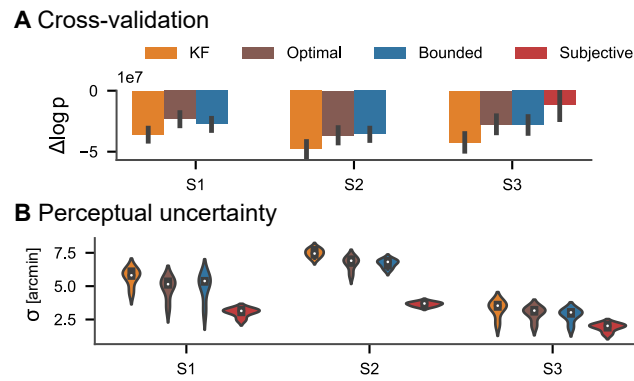 A Cross-validation
KF Optimal Bounded Subjective
1e7
0
−5
Δlog p
S1 S2 S3
B Perceptual uncertainty
7.5
5.0
2.5
σ [arcmin]
S1 S2 S3